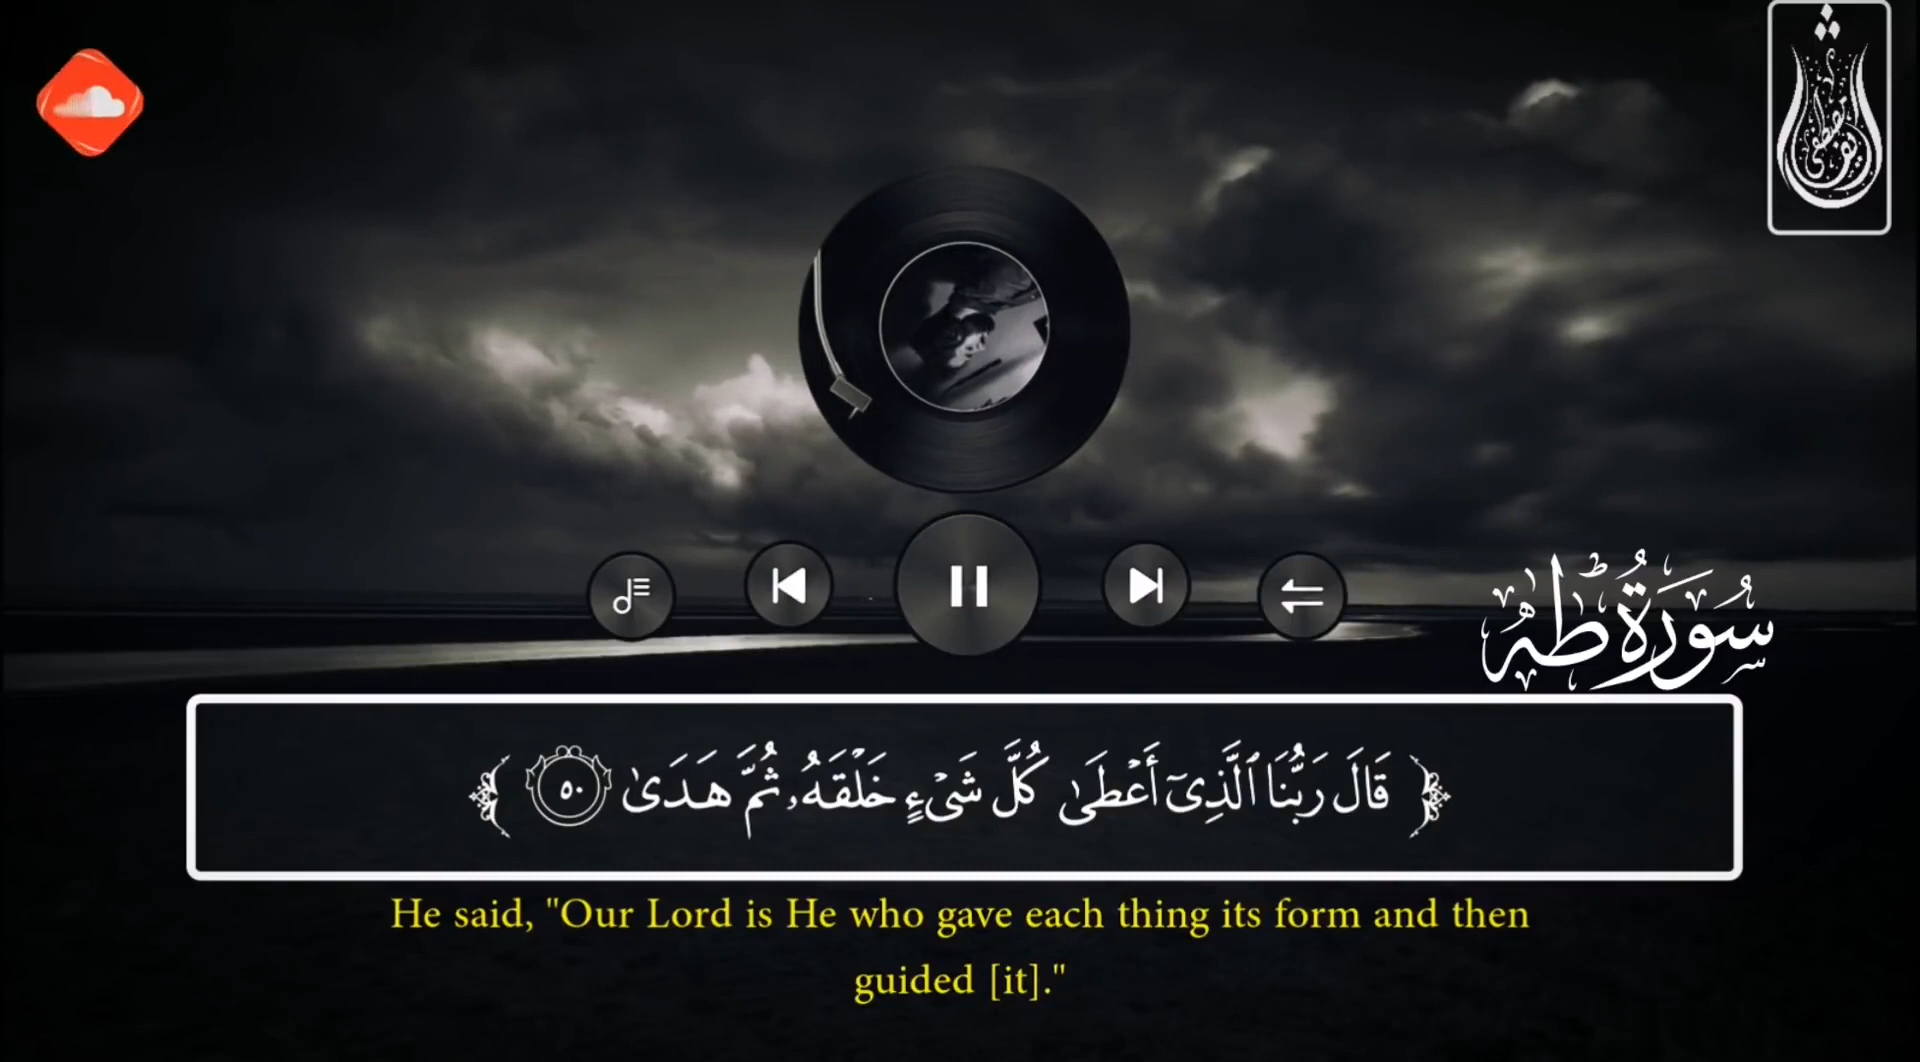 سُورَةُ طٰهٰ
﴿ قَالَ رَبُّنَا ٱلَّذِىٓ أَعْطَىٰ كُلَّ شَىْءٍ خَلْقَهُۥ ثُمَّ هَدَىٰ ٥٠ ﴾
He said, "Our Lord is He who gave each thing its form and then
guided [it]."